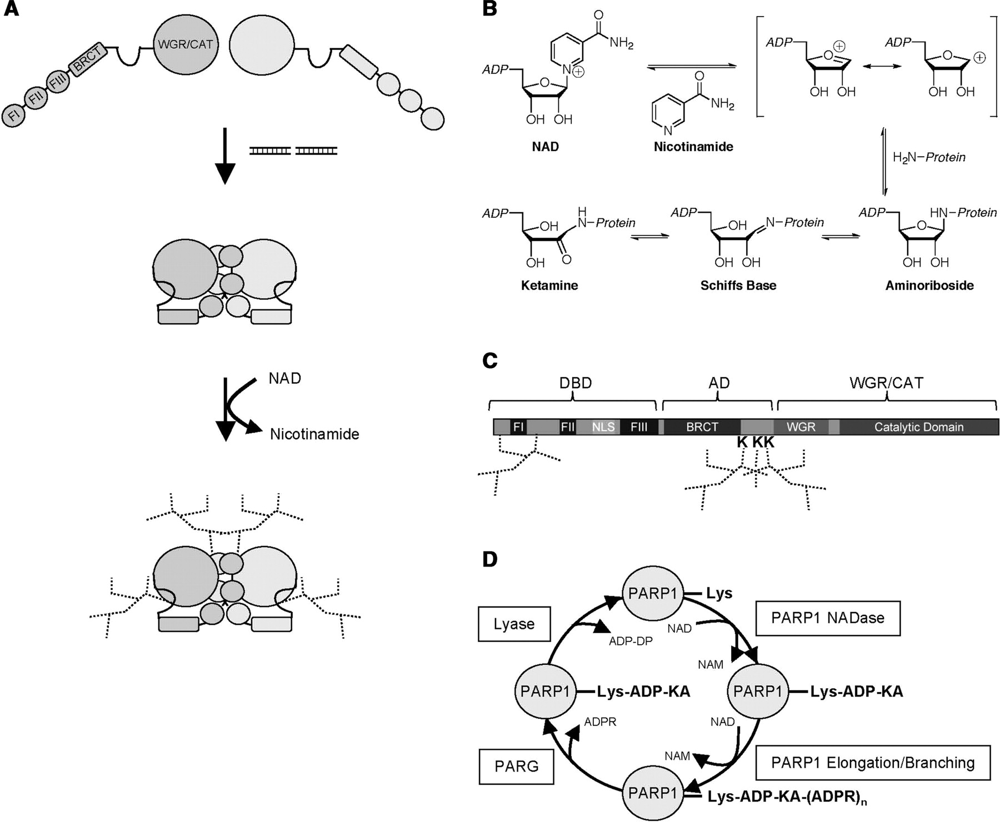 A
WGR/CAT
BRCT
FIII
FII
FI
NAD
Nicotinamide
B
O
NH2
N
+
ADP
O
OH OH
NAD
O
NH2
N
Nicotinamide
ADP
O
+
OH OH
ADP
O
+
OH OH
H2N–Protein
ADP
OH
H
N–Protein
OH
O
Ketamine
ADP
OH
N–Protein
OH OH
Schiffs Base
ADP
O
HN–Protein
OH OH
Aminoriboside
C
DBD AD WGR/CAT
FI FII NLS FIII BRCT WGR Catalytic Domain
K KK
D
PARP1 Lys
Lyase
PARP1 NADase
NAD
ADP-DP
NAM
PARP1 Lys-ADP-KA
PARP1 Lys-ADP-KA
ADPR
NAD
NAM
PARG
PARP1 Elongation/Branching
PARP1 Lys-ADP-KA-(ADPR)n